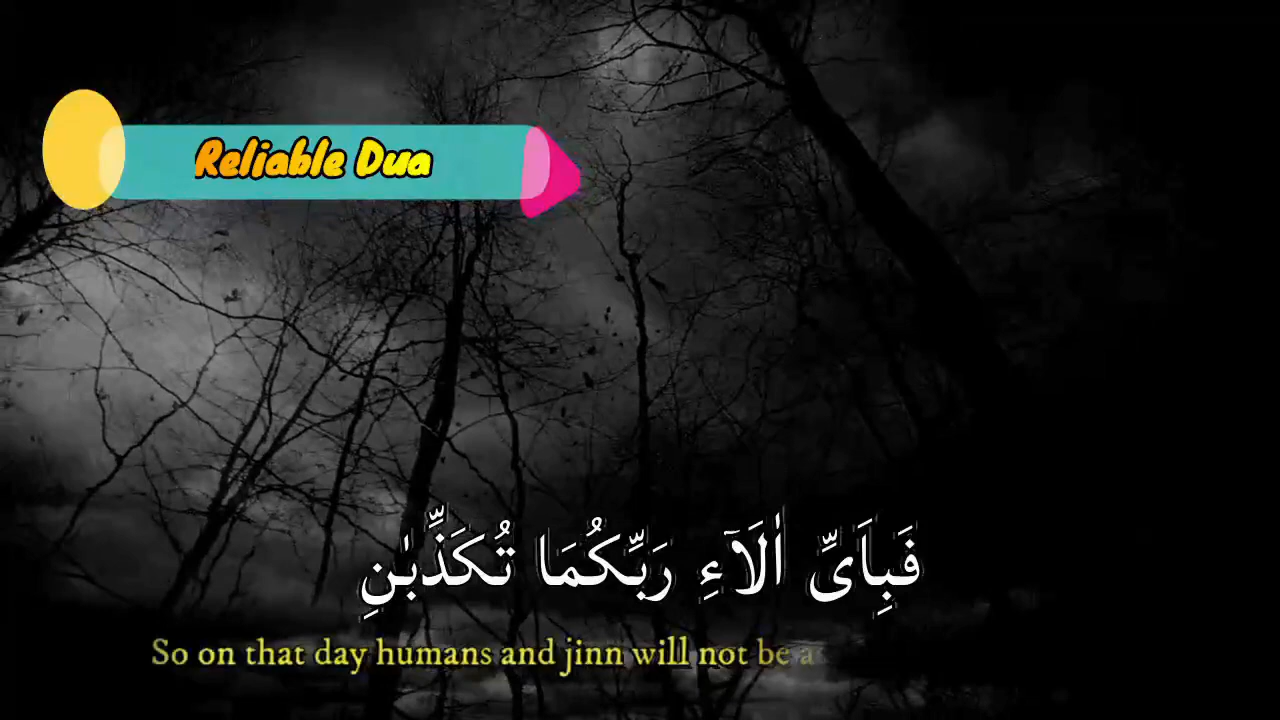 Reliable Dua
فَبِاَىِّ اٰلَآءِ رَبِّكُمَا تُكَذِّبٰنِ
So on that day humans and jinn will not be